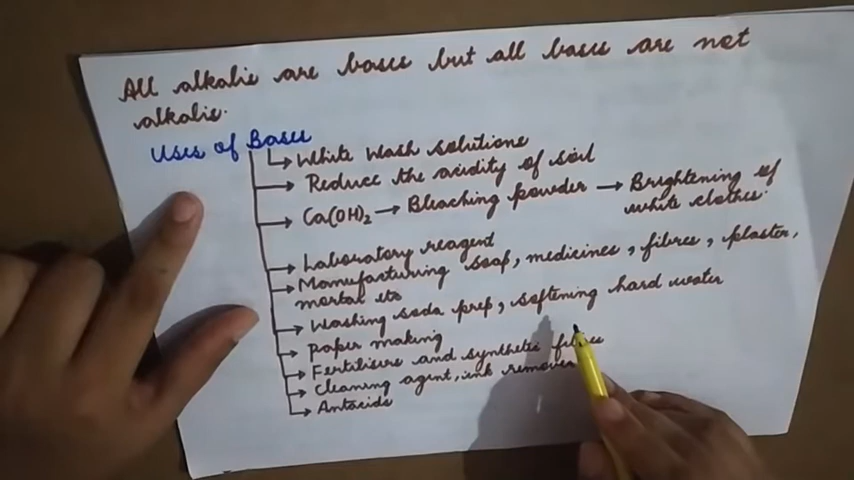 All alkalis are bases but all bases are not
alkalis.
Uses of Bases
White wash solutions
Reduce the acidity of soil
Ca(OH)₂ → Bleaching powder → Brightening of
white clothes.
Laboratory reagent
Manufacturing soap, medicines, fibres, plaster,
mortar etc
Washing soda prep, softening hard water
Paper making
Fertilisers and synthetic fibres
Cleaning agent, ink remover
Antacids